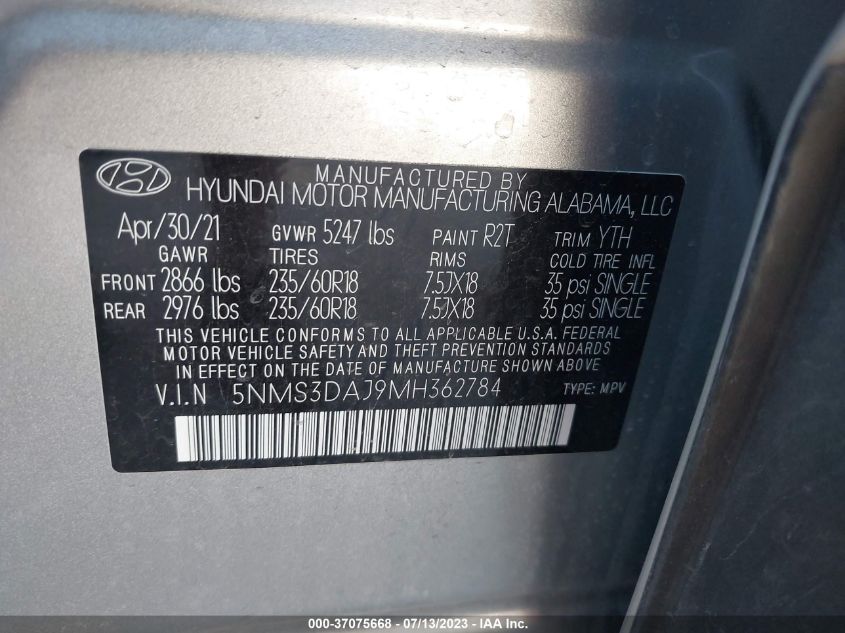 MANUFACTURED BY
HYUNDAI MOTOR MANUFACTURING ALABAMA, LLC
Apr/30/21 GVWR 5247 lbs PAINT R2T TRIM YTH
GAWR TIRES RIMS COLD TIRE INFL
FRONT 2866 lbs 235/60R18 7.5JX18 35 psi SINGLE
REAR 2976 lbs 235/60R18 7.5JX18 35 psi SINGLE
THIS VEHICLE CONFORMS TO ALL APPLICABLE U.S.A. FEDERAL
MOTOR VEHICLE SAFETY AND THEFT PREVENTION STANDARDS
IN EFFECT ON THE DATE OF MANUFACTURE SHOWN ABOVE
V.I.N 5NMS3DAJ9MH362784 TYPE: MPV
000-37075668 / 07/13/2023 - IAA Inc.